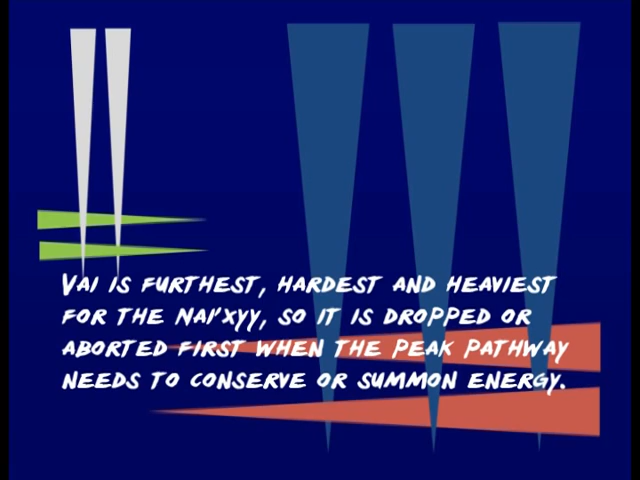 Vai is furthest, hardest and heaviest
for the Nai'xyy, so it is dropped or
aborted first when the Peak Pathway
needs to conserve or summon energy.